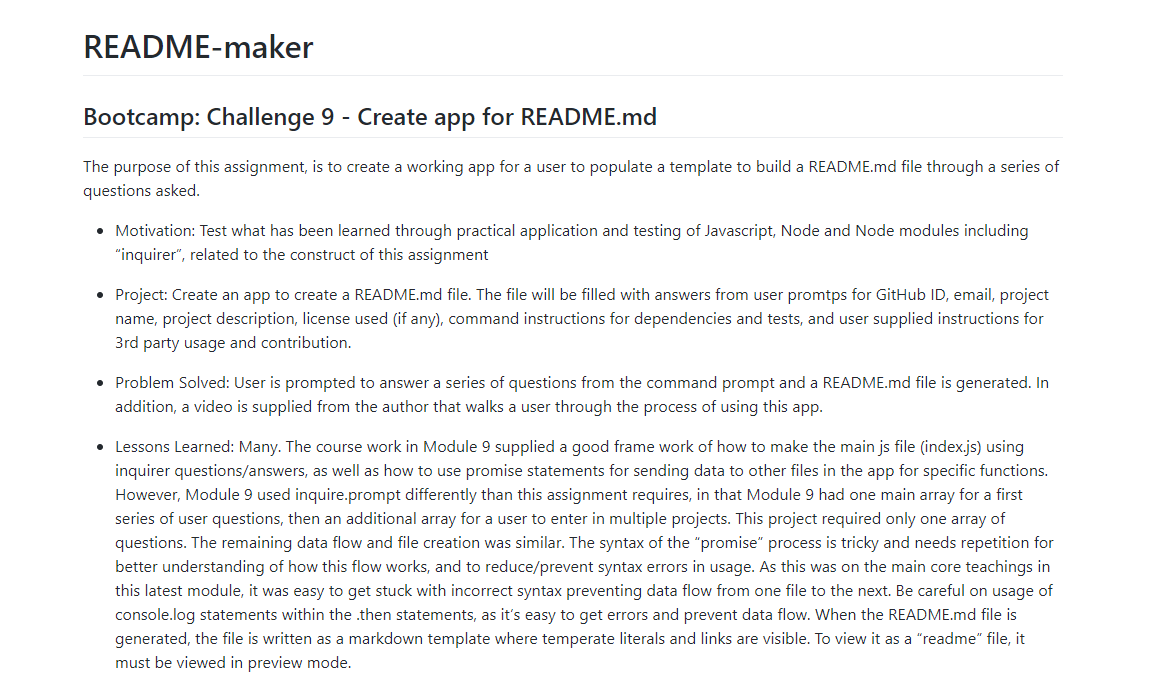 README-maker
Bootcamp: Challenge 9 - Create app for README.md
The purpose of this assignment, is to create a working app for a user to populate a template to build a README.md file through a series of
questions asked.
• Motivation: Test what has been learned through practical application and testing of Javascript, Node and Node modules including
“inquirer”, related to the construct of this assignment
• Project: Create an app to create a README.md file. The file will be filled with answers from user promtps for GitHub ID, email, project
name, project description, license used (if any), command instructions for dependencies and tests, and user supplied instructions for
3rd party usage and contribution.
• Problem Solved: User is prompted to answer a series of questions from the command prompt and a README.md file is generated. In
addition, a video is supplied from the author that walks a user through the process of using this app.
• Lessons Learned: Many. The course work in Module 9 supplied a good frame work of how to make the main js file (index.js) using
inquirer questions/answers, as well as how to use promise statements for sending data to other files in the app for specific functions.
However, Module 9 used inquire.prompt differently than this assignment requires, in that Module 9 had one main array for a first
series of user questions, then an additional array for a user to enter in multiple projects. This project required only one array of
questions. The remaining data flow and file creation was similar. The syntax of the “promise” process is tricky and needs repetition for
better understanding of how this flow works, and to reduce/prevent syntax errors in usage. As this was on the main core teachings in
this latest module, it was easy to get stuck with incorrect syntax preventing data flow from one file to the next. Be careful on usage of
console.log statements within the .then statements, as it’s easy to get errors and prevent data flow. When the README.md file is
generated, the file is written as a markdown template where temperate literals and links are visible. To view it as a “readme” file, it
must be viewed in preview mode.